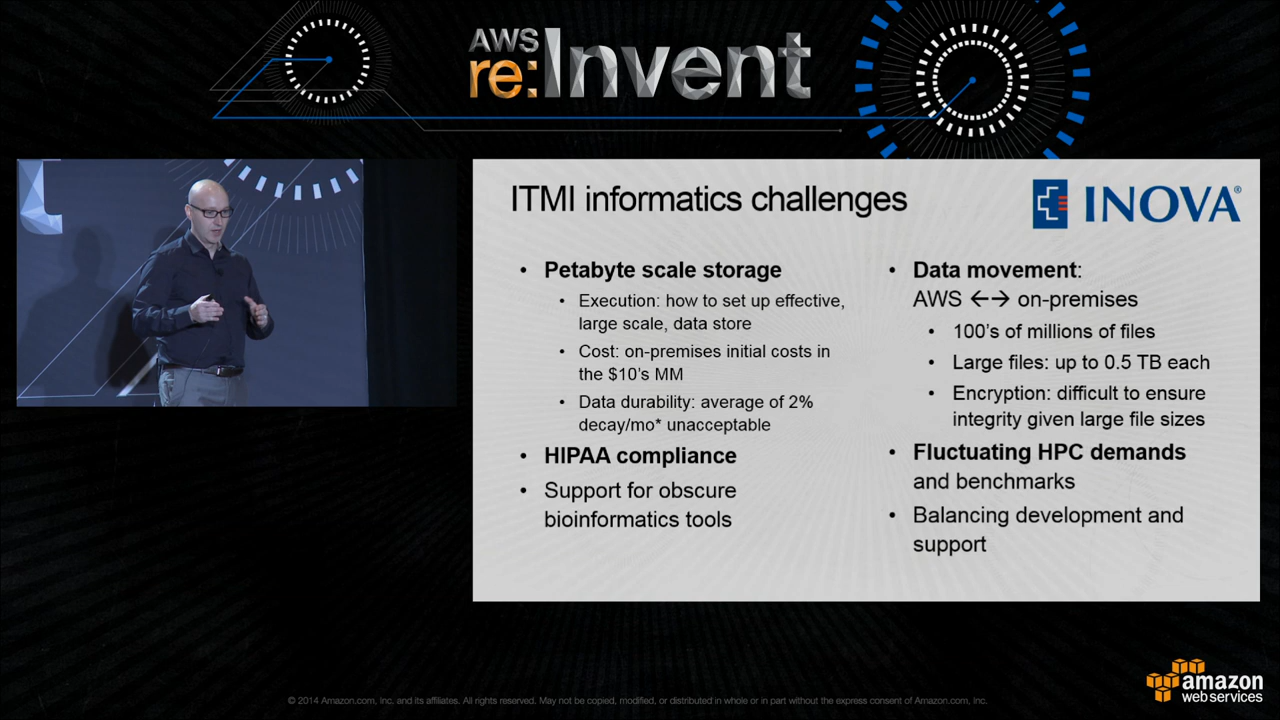 AWS
re:Invent
ITMI informatics challenges
INOVA®
• Petabyte scale storage
• Execution: how to set up effective,
large scale, data store
• Cost: on-premises initial costs in
the $10's MM
• Data durability: average of 2%
decay/mo* unacceptable
• HIPAA compliance
• Support for obscure
bioinformatics tools
• Data movement:
AWS ←→ on-premises
• 100's of millions of files
• Large files: up to 0.5 TB each
• Encryption: difficult to ensure
integrity given large file sizes
• Fluctuating HPC demands
and benchmarks
• Balancing development and
support
© 2014 Amazon.com, Inc. and its affiliates. All rights reserved. May not be copied, modified, or distributed in whole or in part without the express consent of Amazon.com, Inc.
amazon
web services